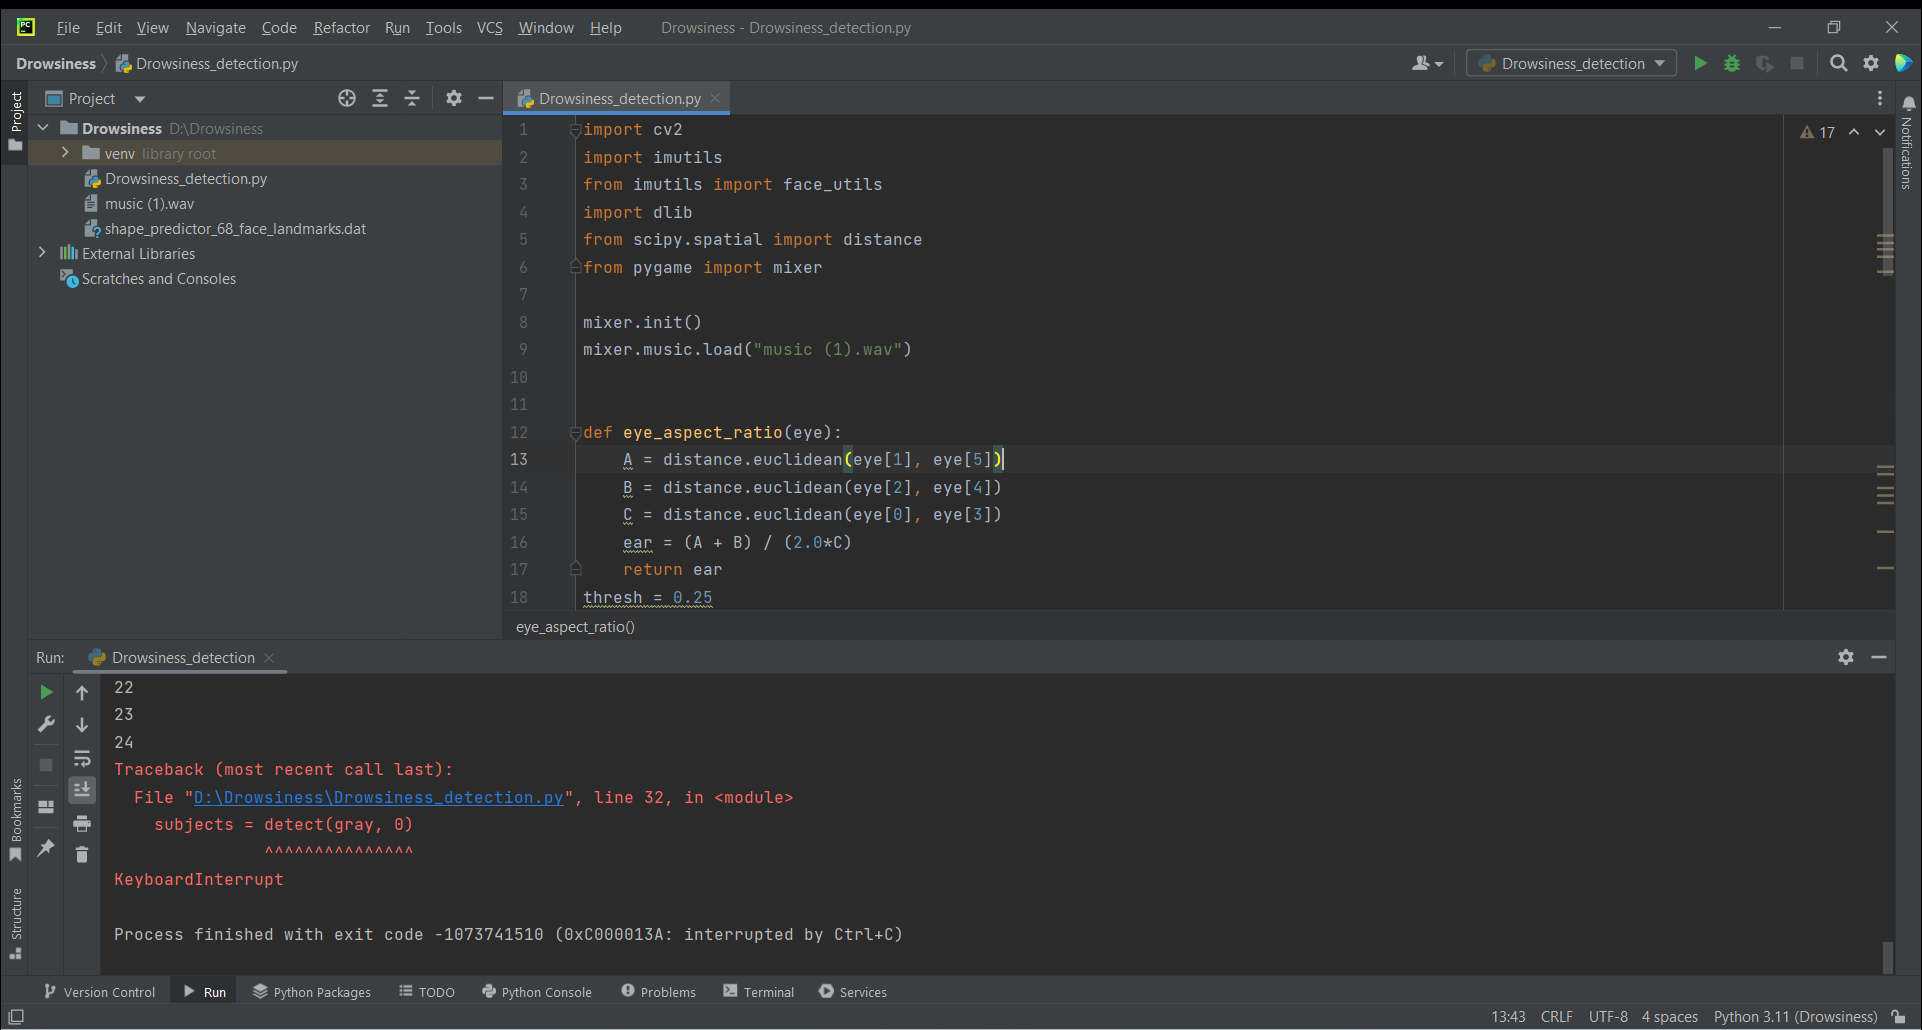 PC
File Edit View Navigate Code Refactor Run Tools VCS Window Help Drowsiness - Drowsiness_detection.py
Drowsiness Drowsiness_detection.py
Drowsiness_detection
Project
Project
Drowsiness D:\Drowsiness
venv library root
Drowsiness_detection.py
music (1).wav
shape_predictor_68_face_landmarks.dat
External Libraries
Scratches and Consoles
Drowsiness_detection.py
17
Notifications
1 import cv2
2 import imutils
3 from imutils import face_utils
4 import dlib
5 from scipy.spatial import distance
6 from pygame import mixer
7
8 mixer.init()
9 mixer.music.load("music (1).wav")
10
11
12 def eye_aspect_ratio(eye):
13 A = distance.euclidean(eye[1], eye[5])
14 B = distance.euclidean(eye[2], eye[4])
15 C = distance.euclidean(eye[0], eye[3])
16 ear = (A + B) / (2.0*C)
17 return ear
18 thresh = 0.25
eye_aspect_ratio()
Run: Drowsiness_detection
22
23
24
Traceback (most recent call last):
File "D:\Drowsiness\Drowsiness_detection.py", line 32, in <module>
subjects = detect(gray, 0)
^^^^^^^^^^^^^^^
KeyboardInterrupt
Process finished with exit code -1073741510 (0xC000013A: interrupted by Ctrl+C)
Bookmarks
Structure
Version Control Run Python Packages TODO Python Console Problems Terminal Services
13:43 CRLF UTF-8 4 spaces Python 3.11 (Drowsiness)